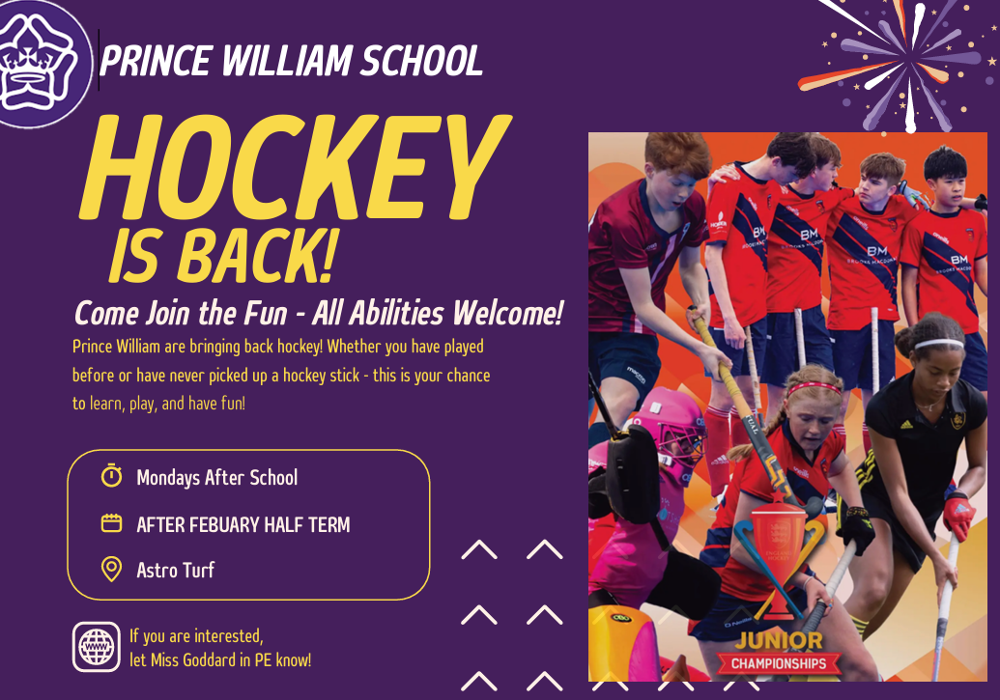 PRINCE WILLIAM SCHOOL
HOCKEY
IS BACK!
Come Join the Fun - All Abilities Welcome!
Prince William are bringing back hockey! Whether you have played
before or have never picked up a hockey stick - this is your chance
to learn, play, and have fun!
Mondays After School
AFTER FEBUARY HALF TERM
Astro Turf
WWW
If you are interested,
let Miss Goddard in PE know!
BM
BM
BM
JUNIOR
CHAMPIONSHIPS